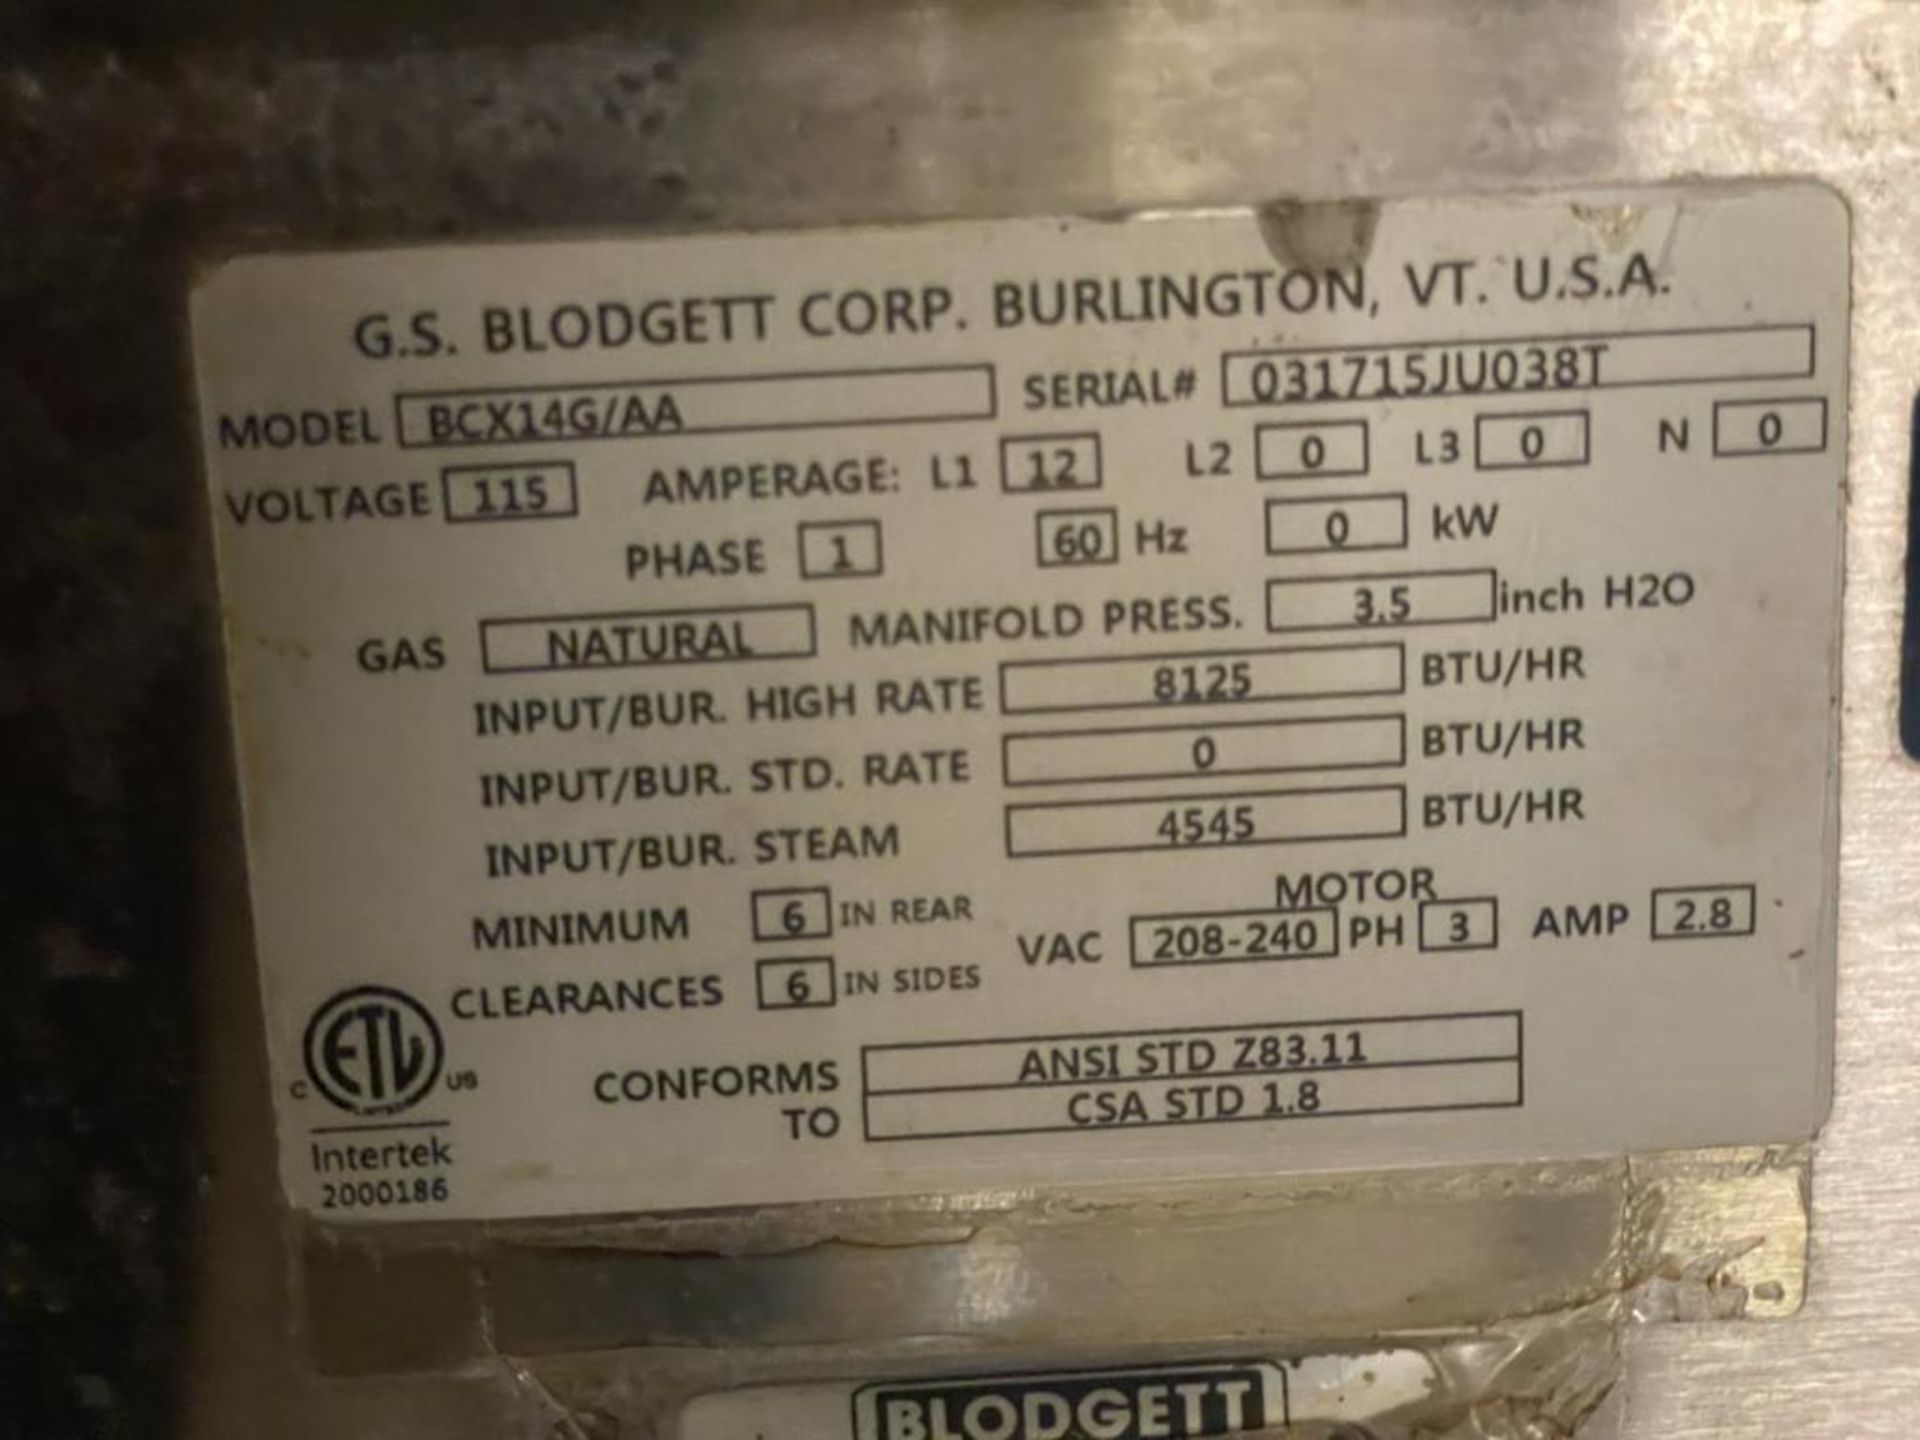 G.S. BLODGETT CORP. BURLINGTON, VT. U.S.A.
MODEL BCX14G/AA SERIAL# 031715JU038T
VOLTAGE 115 AMPERAGE: L1 12 L2 0 L3 0 N 0
PHASE 1 60 Hz 0 kW
GAS NATURAL MANIFOLD PRESS. 3.5 inch H2O
INPUT/BUR. HIGH RATE 8125 BTU/HR
INPUT/BUR. STD. RATE 0 BTU/HR
INPUT/BUR. STEAM 4545 BTU/HR
MINIMUM 6 IN REAR
CLEARANCES 6 IN SIDES
MOTOR
VAC 208-240 PH 3 AMP 2.8
CONFORMS TO
ANSI STD Z83.11
CSA STD 1.8
C ETL US
Intertek
2000186
BLODGETT